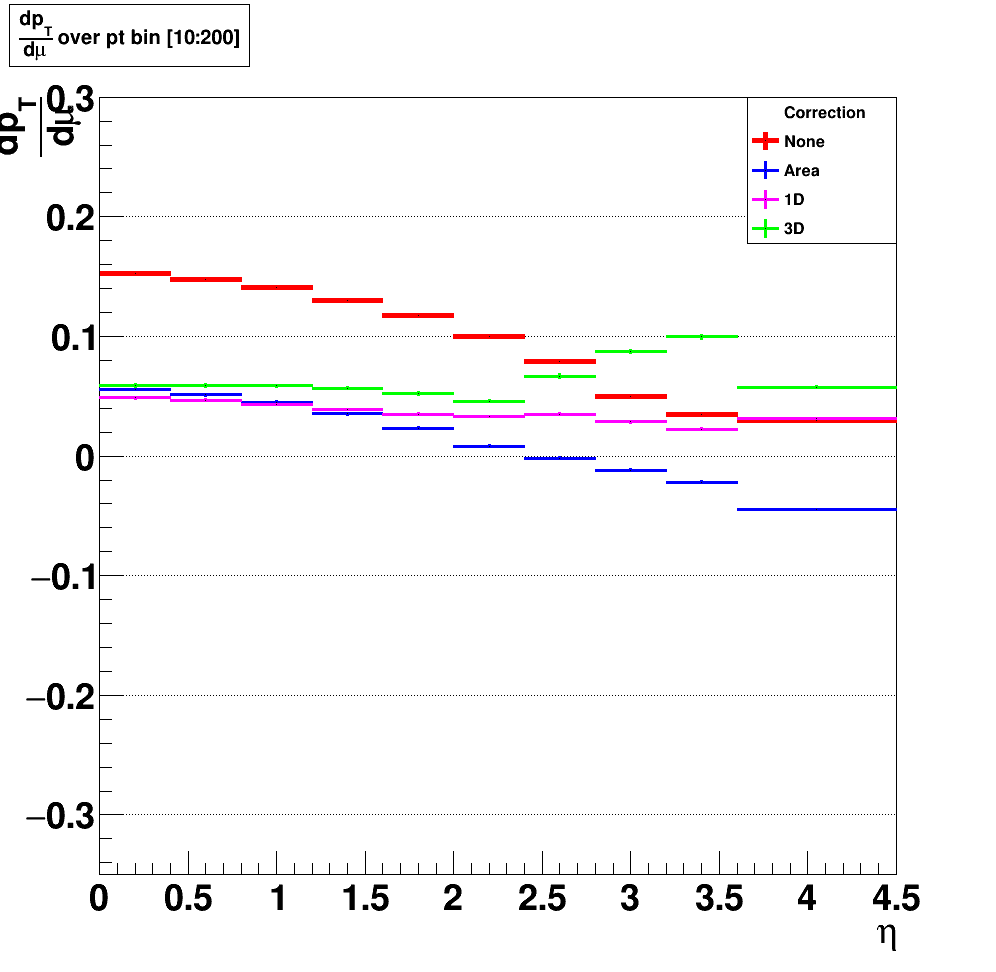 dp_T
dμ
over pt bin [10:200]
dp_T
dμ
0.3
0.2
0.1
0
−0.1
−0.2
−0.3
Correction
None
Area
1D
3D
0 0.5 1 1.5 2 2.5 3 3.5 4 4.5
η